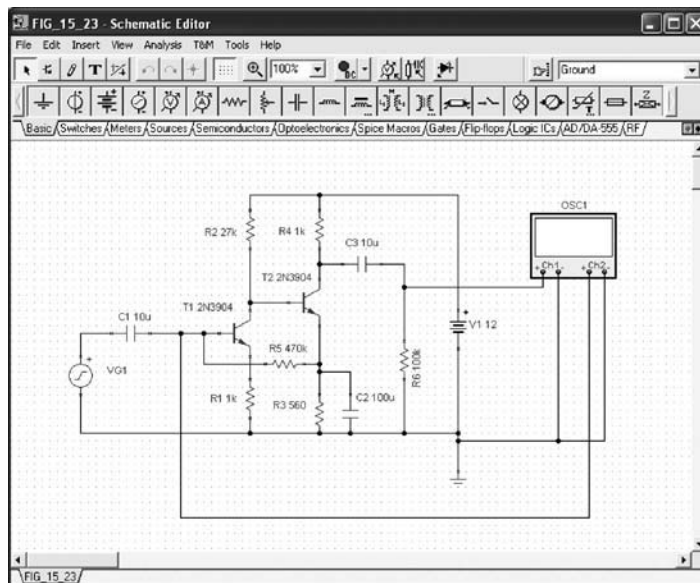 FIG_15_23 - Schematic Editor
File Edit Insert View Analysis T&M Tools Help
T 100% DC Ground
Basic Switches Meters Sources Semiconductors Optoelectronics Spice Macros Gates Flip-flops Logic ICs AD/DA-555 RF
OSC1
R2 27k
R4 1k
C3 10u
Ch1
Ch2
T2 2N3904
T1 2N3904
C1 10u
V1 12
R5 470k
VG1
R6 100k
R1 1k
R3 560
C2 100u
FIG_15_23